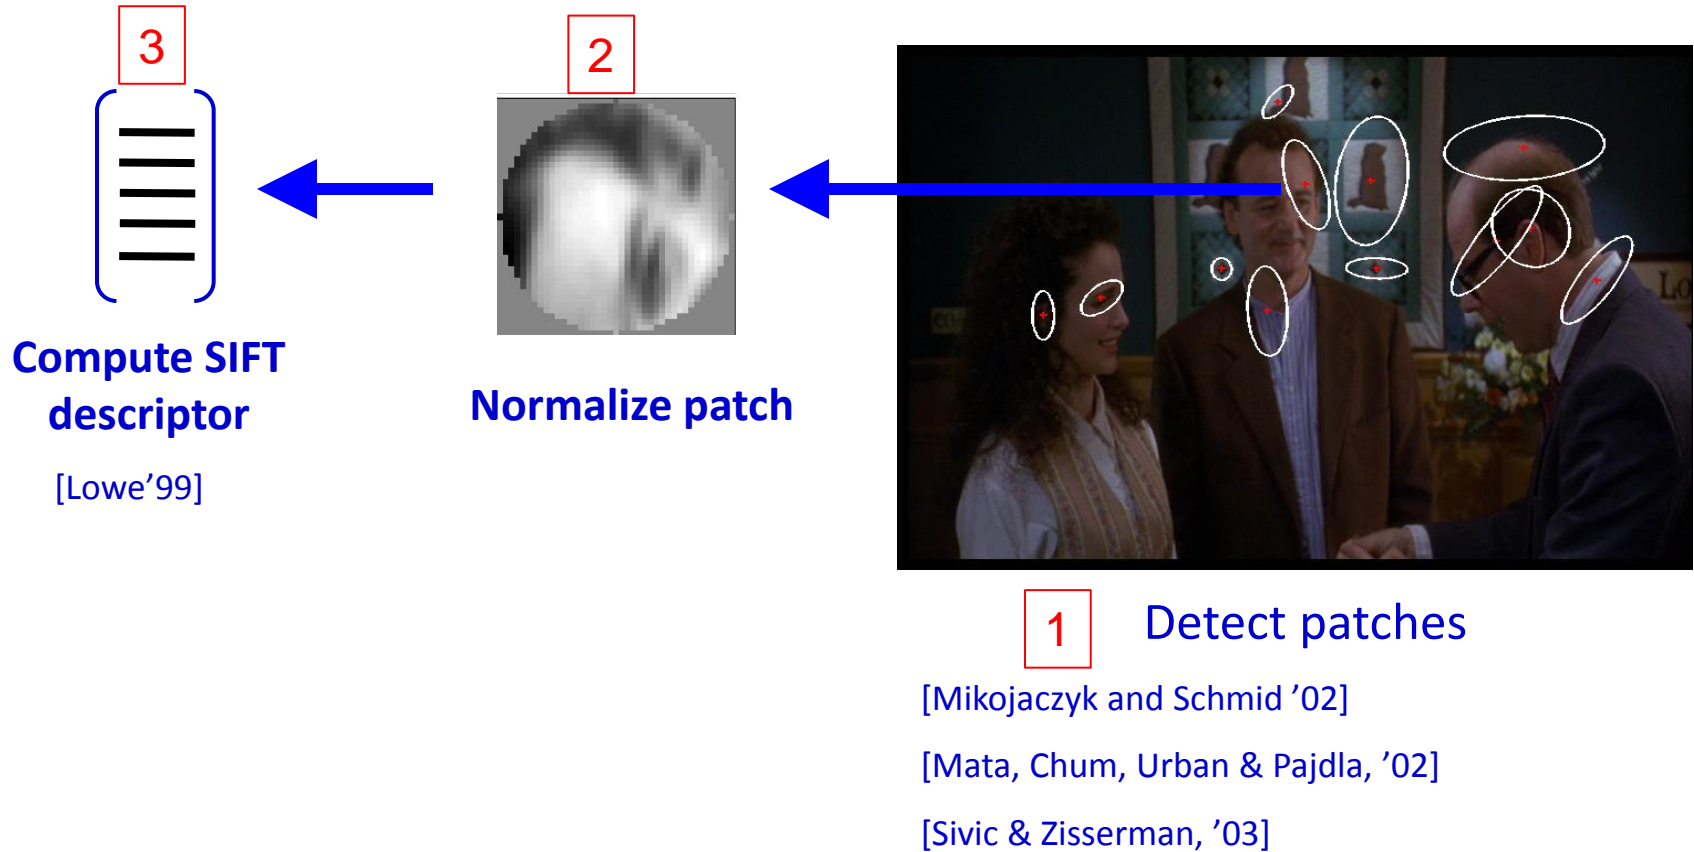 3
2
Compute SIFT
descriptor
[Lowe’99]
Normalize patch
Lo
1
Detect patches
[Mikojaczyk and Schmid ’02]
[Mata, Chum, Urban & Pajdla, ’02]
[Sivic & Zisserman, ’03]